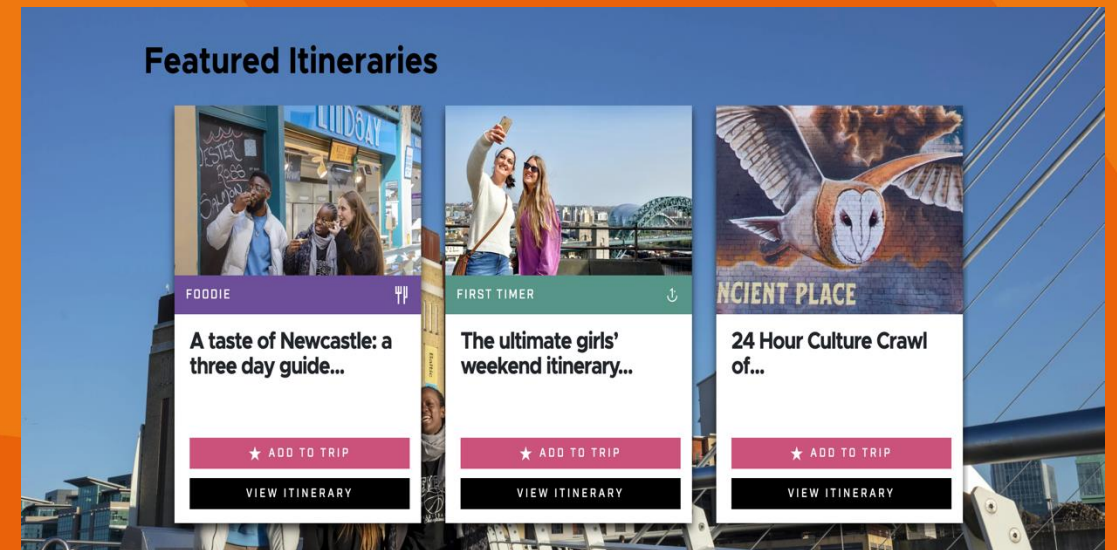 Featured Itineraries
LINDSAY
FOODIE
A taste of Newcastle: a
three day guide...
ADD TO TRIP
VIEW ITINERARY
FIRST TIMER
The ultimate girls'
weekend itinerary...
ADD TO TRIP
VIEW ITINERARY
NCIENT PLACE
24 Hour Culture Crawl
of...
ADD TO TRIP
VIEW ITINERARY